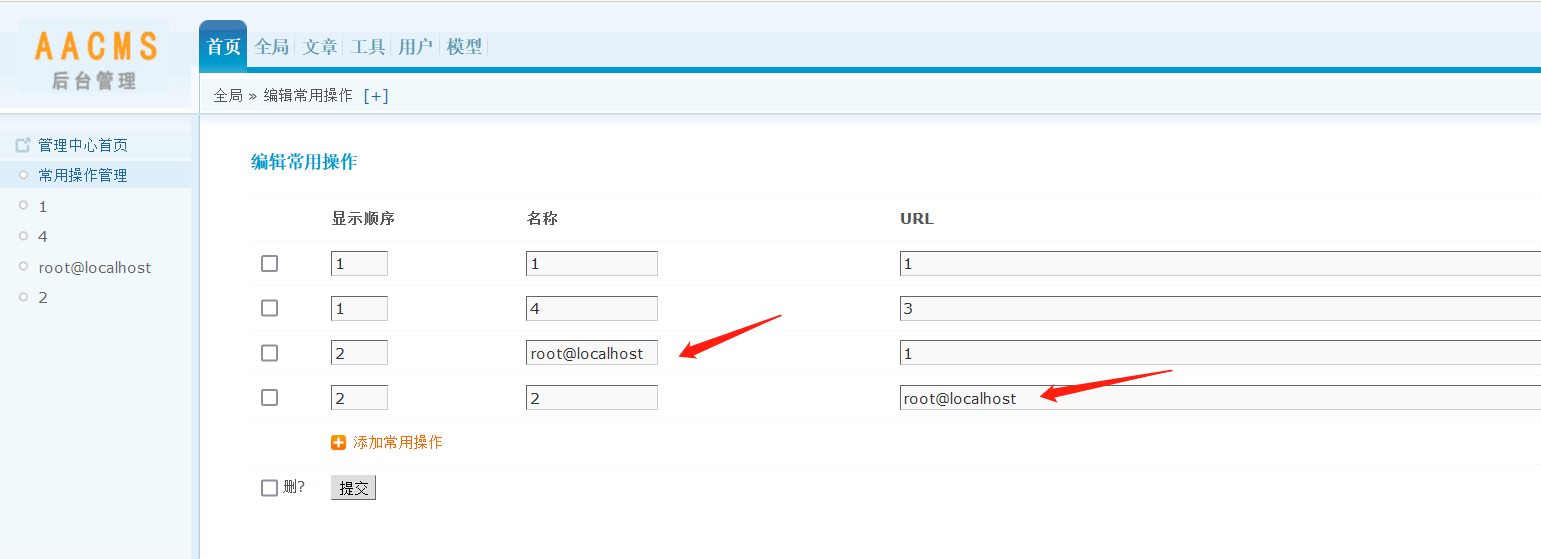 AACMS
后台管理
首页 全局 文章 工具 用户 模型
全局 » 编辑常用操作 [+]
管理中心首页
常用操作管理
1
4
root@localhost
2
编辑常用操作
显示顺序 名称 URL
1 1 1
1 4 3
2 root@localhost 1
2 2 root@localhost
添加常用操作
删? 提交